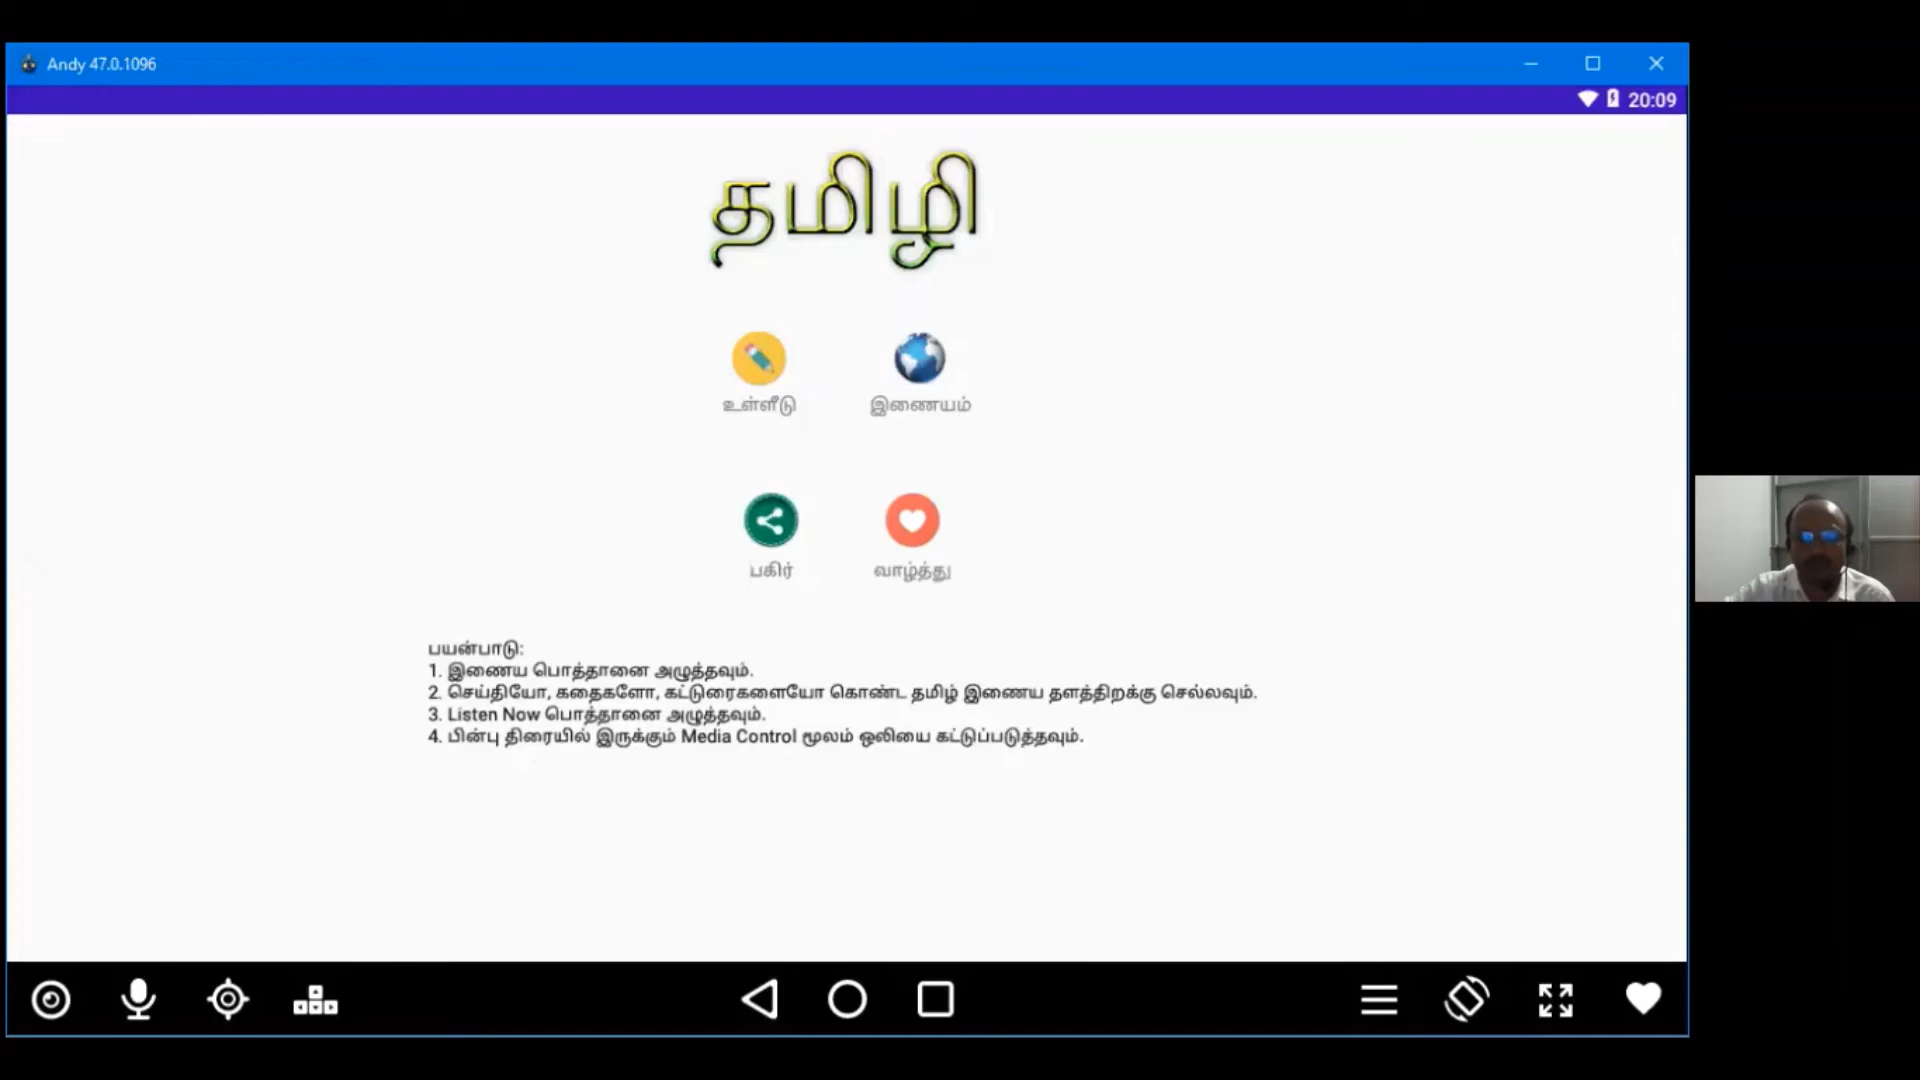 Andy 47.0.1096
20:09
தமிழி
உள்ளீடு இணையம்
பகிர் வாழ்த்து
பயன்பாடு:
1. இணைய பொத்தானை அழுத்தவும்.
2. செய்தியோ, கதைகளோ, கட்டுரைகளையோ கொண்ட தமிழ் இணைய தளத்திறக்கு செல்லவும்.
3. Listen Now பொத்தானை அழுத்தவும்.
4. பின்பு திரையில் இருக்கும் Media Control மூலம் ஒலியை கட்டுப்படுத்தவும்.